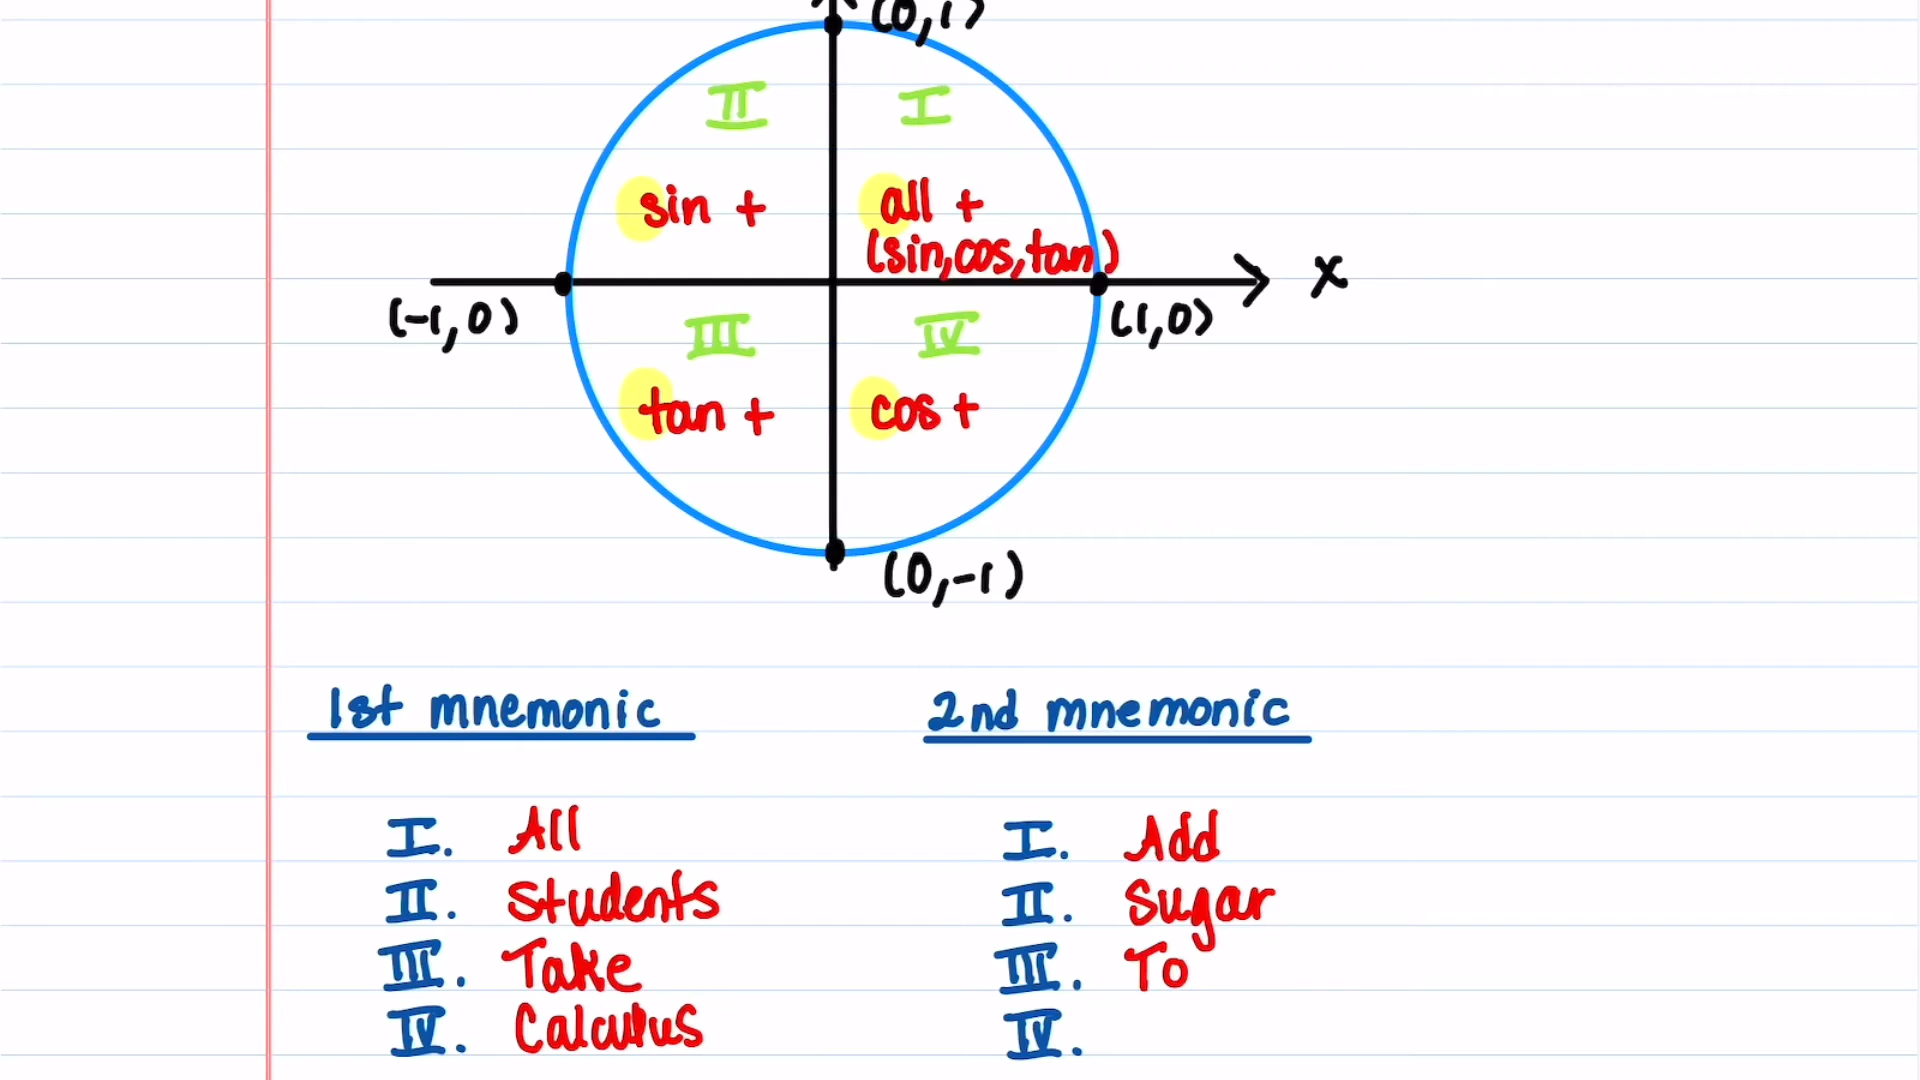 (0,1)
II I
sin + all +
(sin,cos,tan)
x
(-1,0) (1,0)
III IV
tan + cos+
(0,-1)
1st mnemonic 2nd mnemonic
I. All I. Add
II. Students II. Sugar
III. Take III. To
IV. Calculus IV.